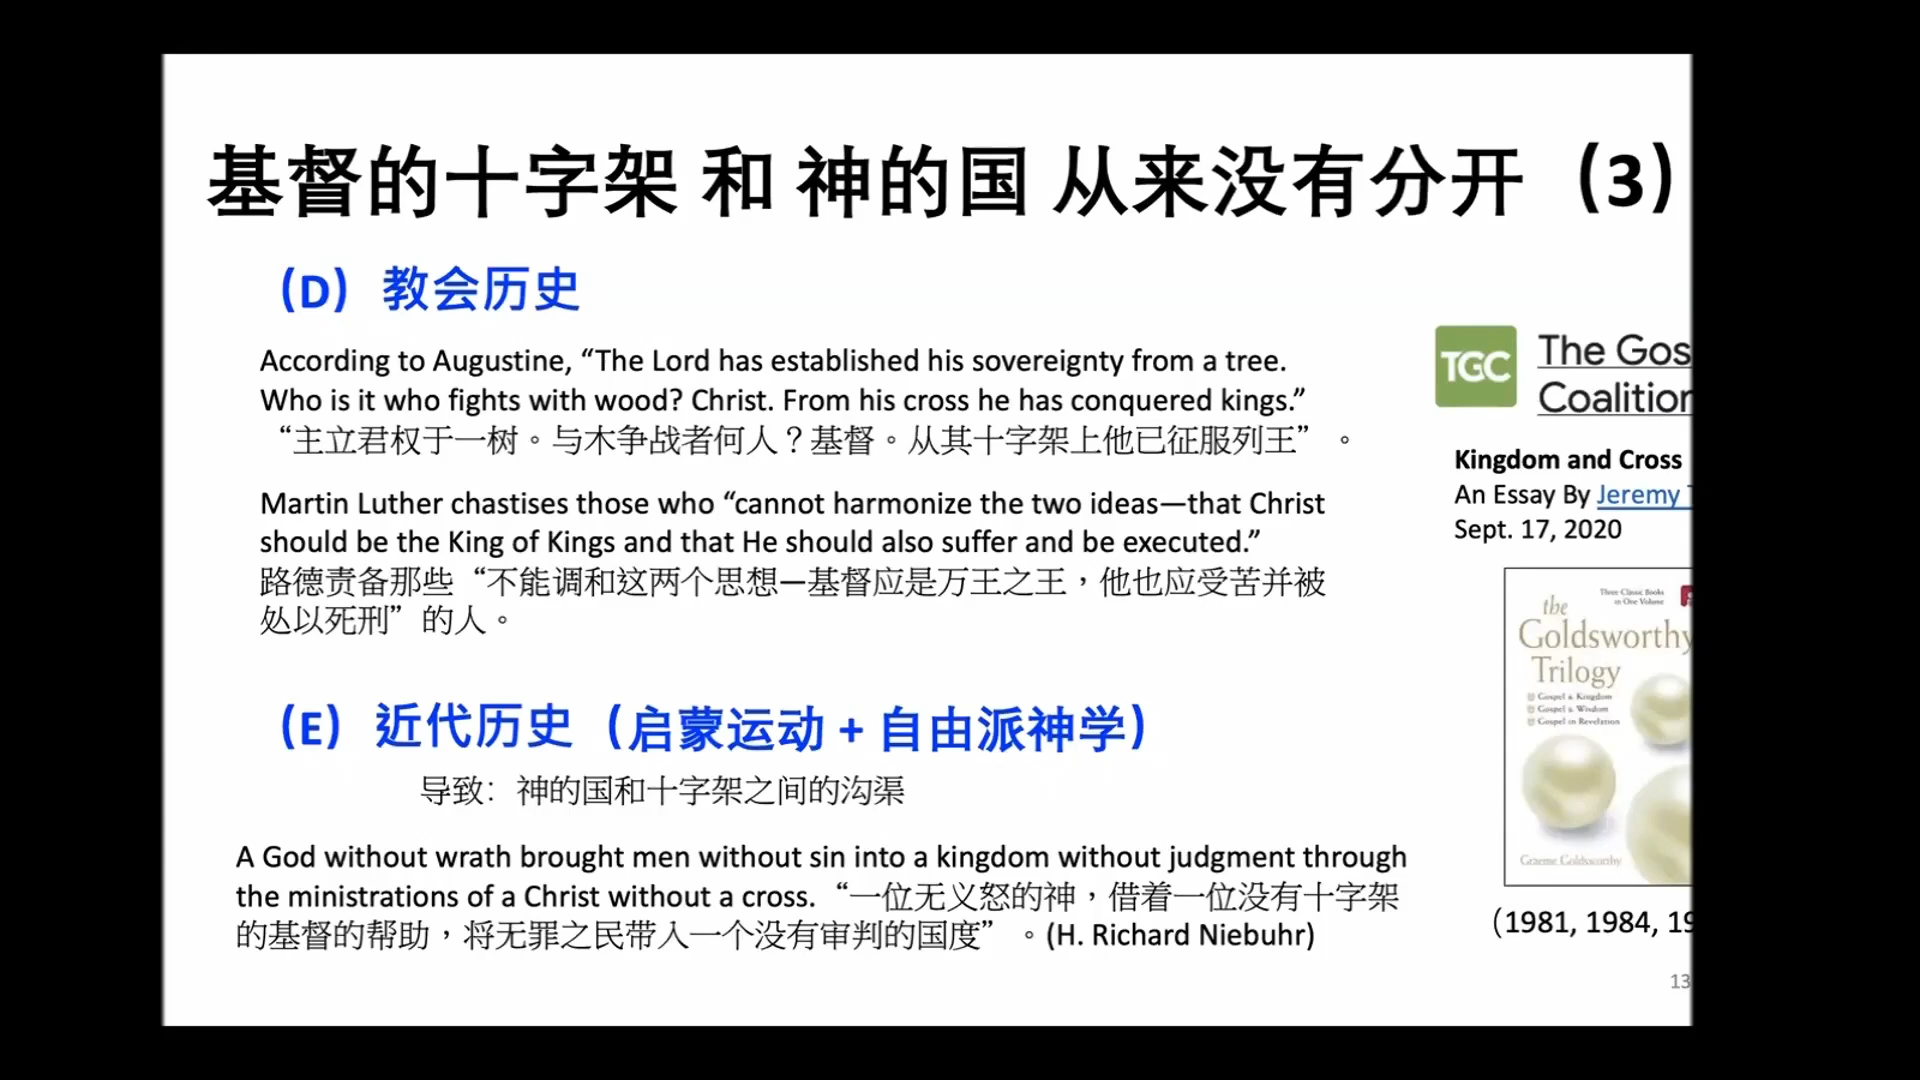 基督的十字架 和 神的国 从来没有分开（3）
（D）教会历史
According to Augustine, “The Lord has established his sovereignty from a tree.
Who is it who fights with wood? Christ. From his cross he has conquered kings.”
“主立君权于一树。与木争战者何人？基督。从其十字架上他已征服列王”。
Martin Luther chastises those who “cannot harmonize the two ideas—that Christ
should be the King of Kings and that He should also suffer and be executed.”
路德责备那些“不能调和这两个思想—基督应是万王之王，他也应受苦并被
处以死刑”的人。
（E）近代历史（启蒙运动 + 自由派神学）
导致：神的国和十字架之间的沟渠
A God without wrath brought men without sin into a kingdom without judgment through
the ministrations of a Christ without a cross. “一位无义怒的神，借着一位没有十字架
的基督的帮助，将无罪之民带入一个没有审判的国度”。(H. Richard Niebuhr)
TGC
The Gos
Coalition
Kingdom and Cross
An Essay By Jeremy
Sept. 17, 2020
Three Classic Books
in One Volume
the
Goldsworthy
Trilogy
Gospel & Kingdom
Gospel & Wisdom
Gospel in Revelation
Graeme Goldsworthy
(1981, 1984, 19
13